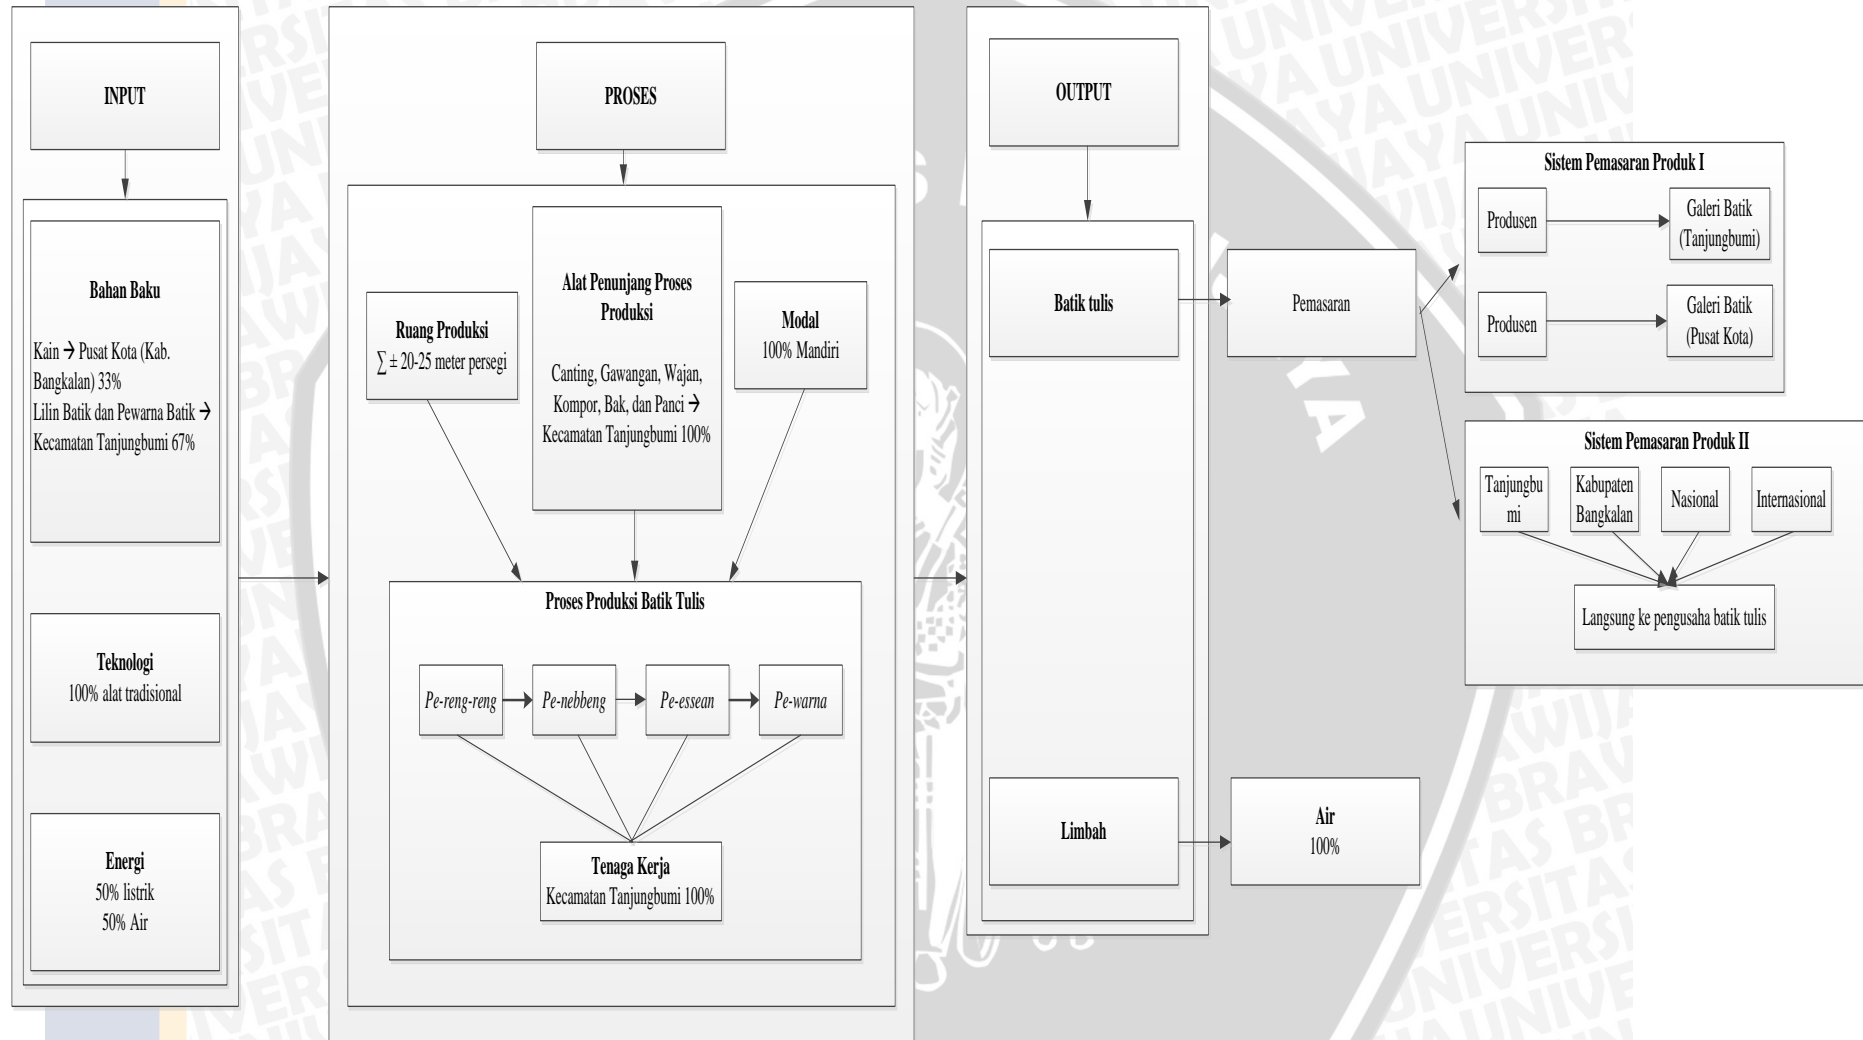 INPUT
Bahan Baku
Kain → Pusat Kota (Kab.
Bangkalan) 33%
Lilin Batik dan Pewarna Batik →
Kecamatan Tanjungbumi 67%
Teknologi
100% alat tradisional
Energi
50% listrik
50% Air
PROSES
Ruang Produksi
∑ ± 20-25 meter persegi
Alat Penunjang Proses
Produksi
Canting, Gawangan, Wajan,
Kompor, Bak, dan Panci →
Kecamatan Tanjungbumi 100%
Modal
100% Mandiri
Proses Produksi Batik Tulis
Pe-reng-reng
Pe-nebbeng
Pe-essean
Pe-warna
Tenaga Kerja
Kecamatan Tanjungbumi 100%
OUTPUT
Batik tulis
Pemasaran
Limbah
Air
100%
Sistem Pemasaran Produk I
Produsen
Galeri Batik
(Tanjungbumi)
Produsen
Galeri Batik
(Pusat Kota)
Sistem Pemasaran Produk II
Tanjungbu
mi
Kabupaten
Bangkalan
Nasional
Internasional
Langsung ke pengusaha batik tulis